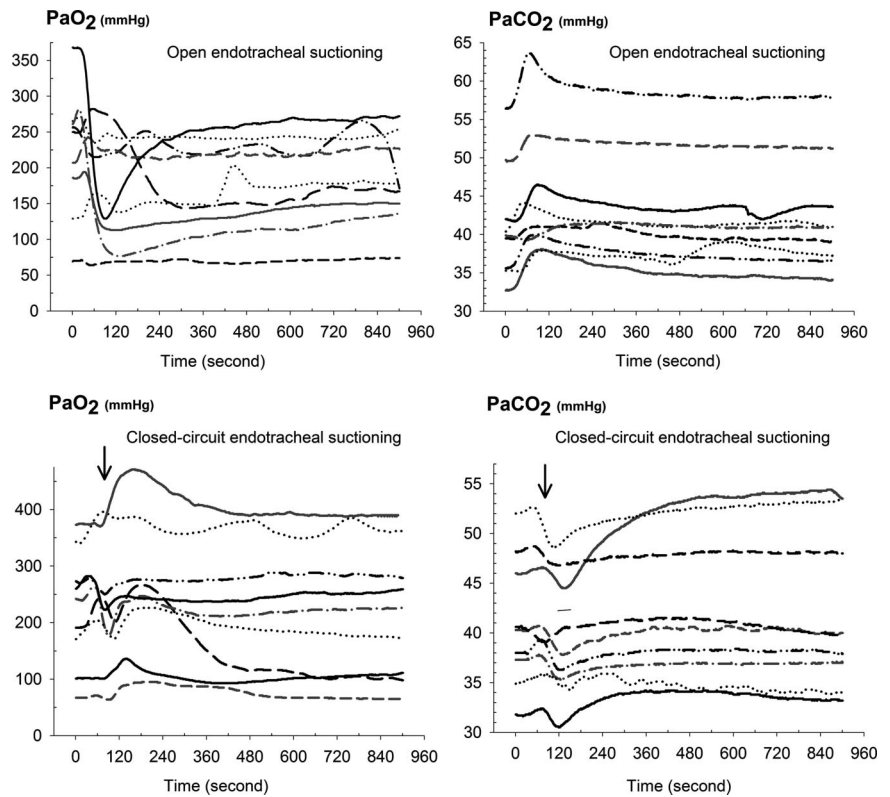 PaO2 (mmHg)
Open endotracheal suctioning
350
300
250
200
150
100
50
0
0 120 240 360 480 600 720 840 960
Time (second)
PaCO2 (mmHg)
Open endotracheal suctioning
65
60
55
50
45
40
35
30
0 120 240 360 480 600 720 840 960
Time (second)
PaO2 (mmHg)
Closed-circuit endotracheal suctioning
400
300
200
100
0
0 120 240 360 480 600 720 840 960
Time (second)
PaCO2 (mmHg)
Closed-circuit endotracheal suctioning
55
50
45
40
35
30
0 120 240 360 480 600 720 840 960
Time (second)